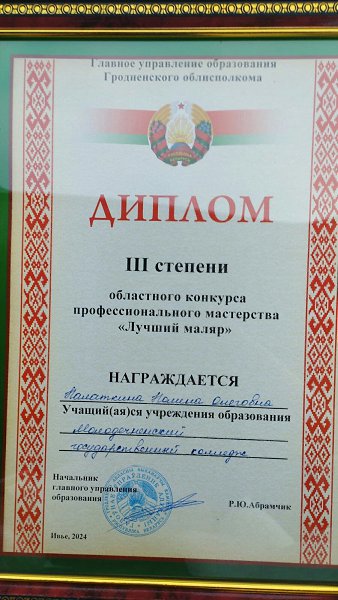 Главное управление образования
Гродненского облисполкома
ДИПЛОМ
III степени
областного конкурса
профессионального мастерства
«Лучший маляр»
НАГРАЖДАЕТСЯ
Олеговна
Учащий(ая)ся учреждения образования
Молодечненский
государственный колледж
Начальник
главного управления
образования
Р.Ю.Абрамчик
Ивье, 2024